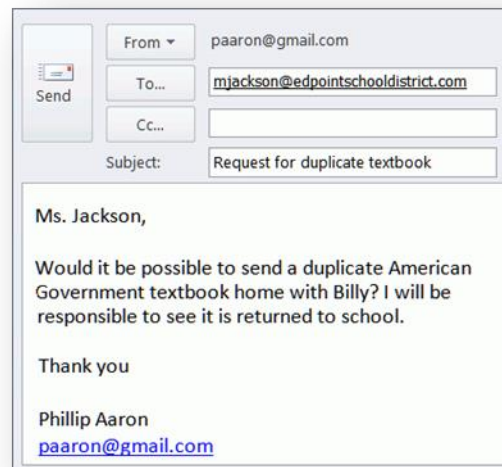 From ▾ paaron@gmail.com
Send
To... mjackson@edpointschooldistrict.com
Cc...
Subject: Request for duplicate textbook
Ms. Jackson,
Would it be possible to send a duplicate American
Government textbook home with Billy? I will be
responsible to see it is returned to school.
Thank you
Phillip Aaron
paaron@gmail.com